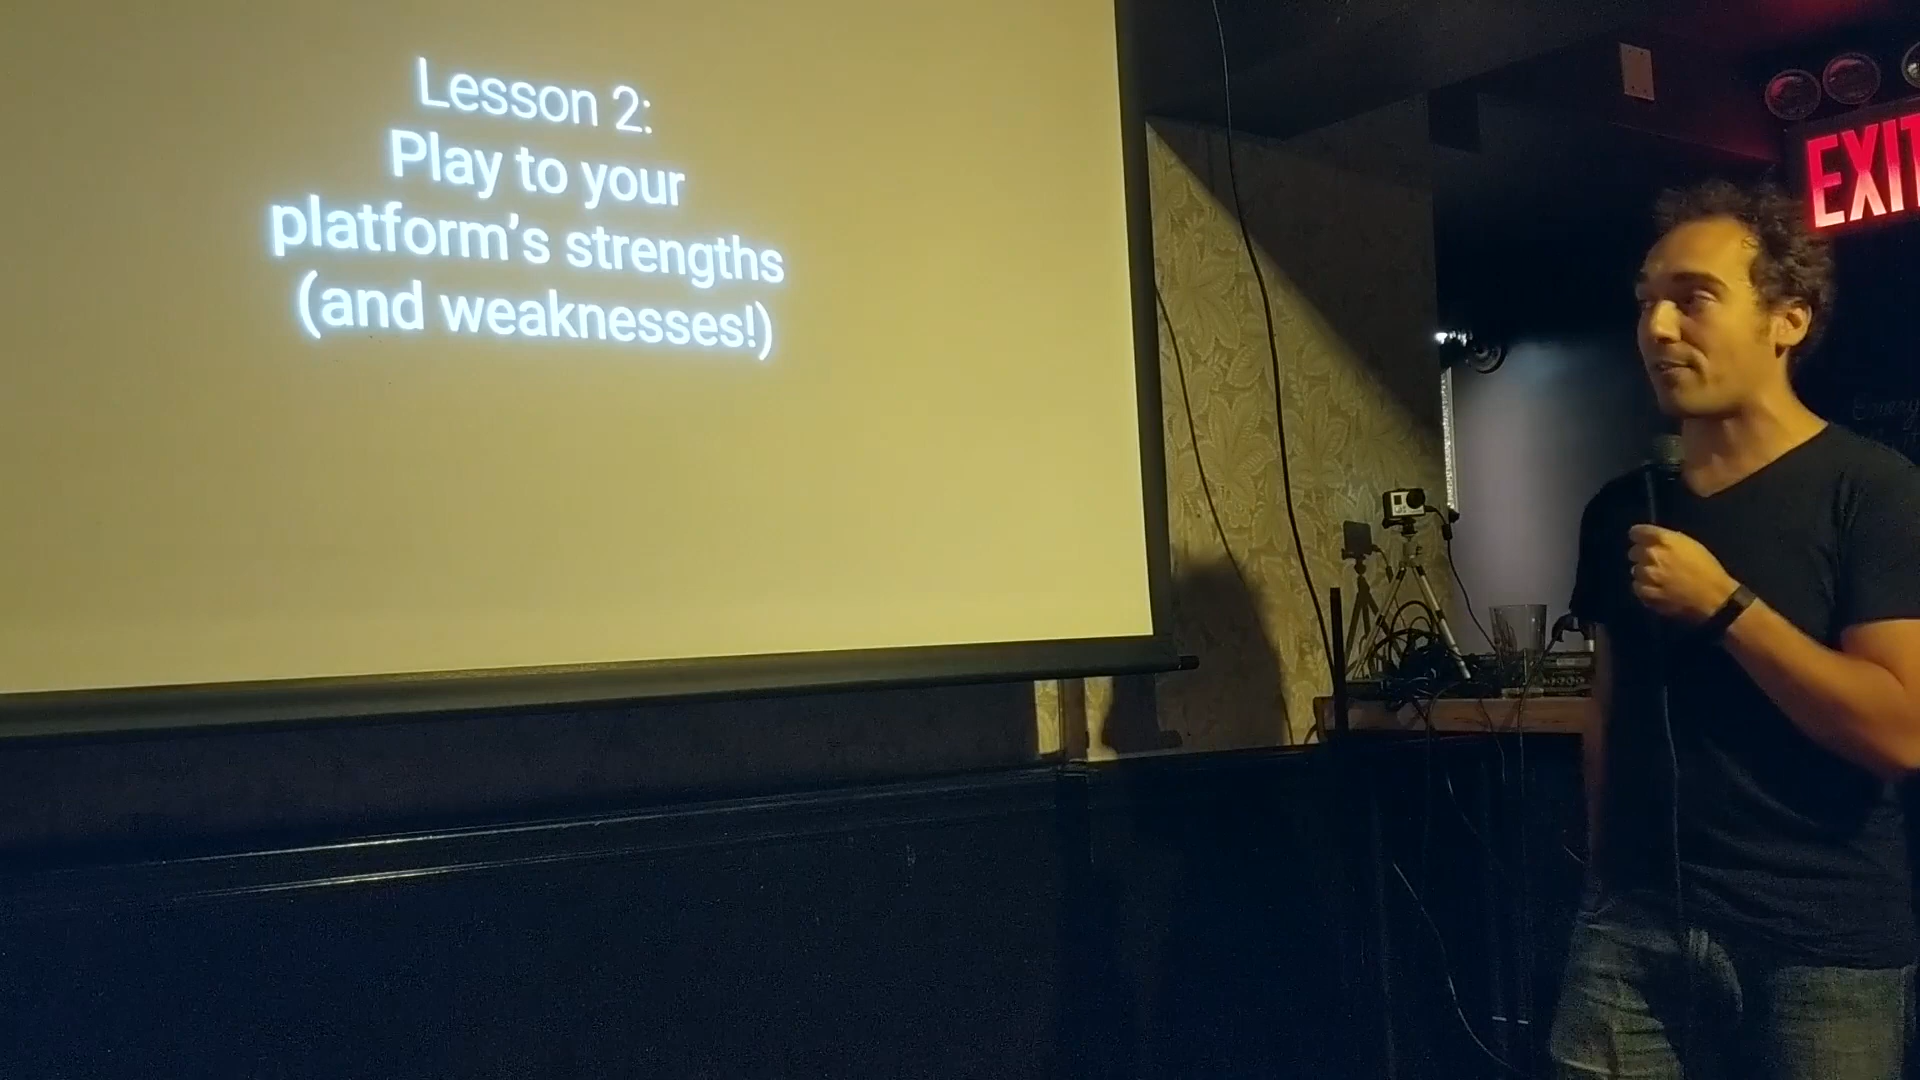 Lesson 2:
Play to your
platform’s strengths
(and weaknesses!)
EXIT